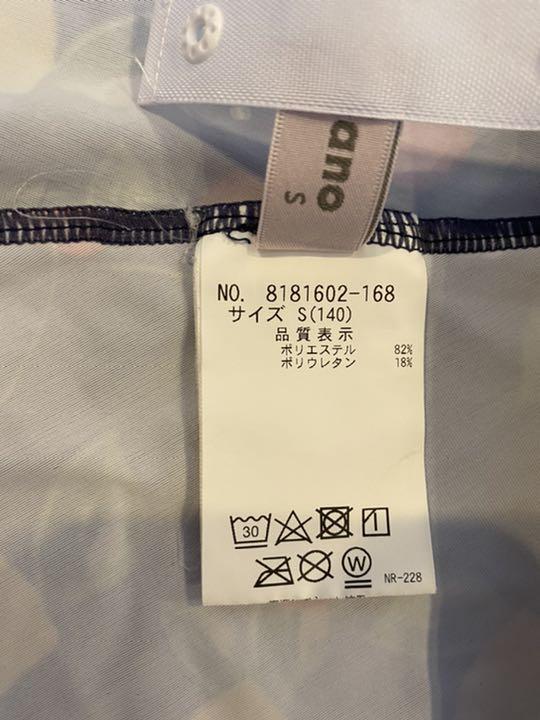 ano
S
NO. 8181602-168
サイズ S(140)
品質表示
ポリエステル 82%
ポリウレタン 18%
30
W
NR-228